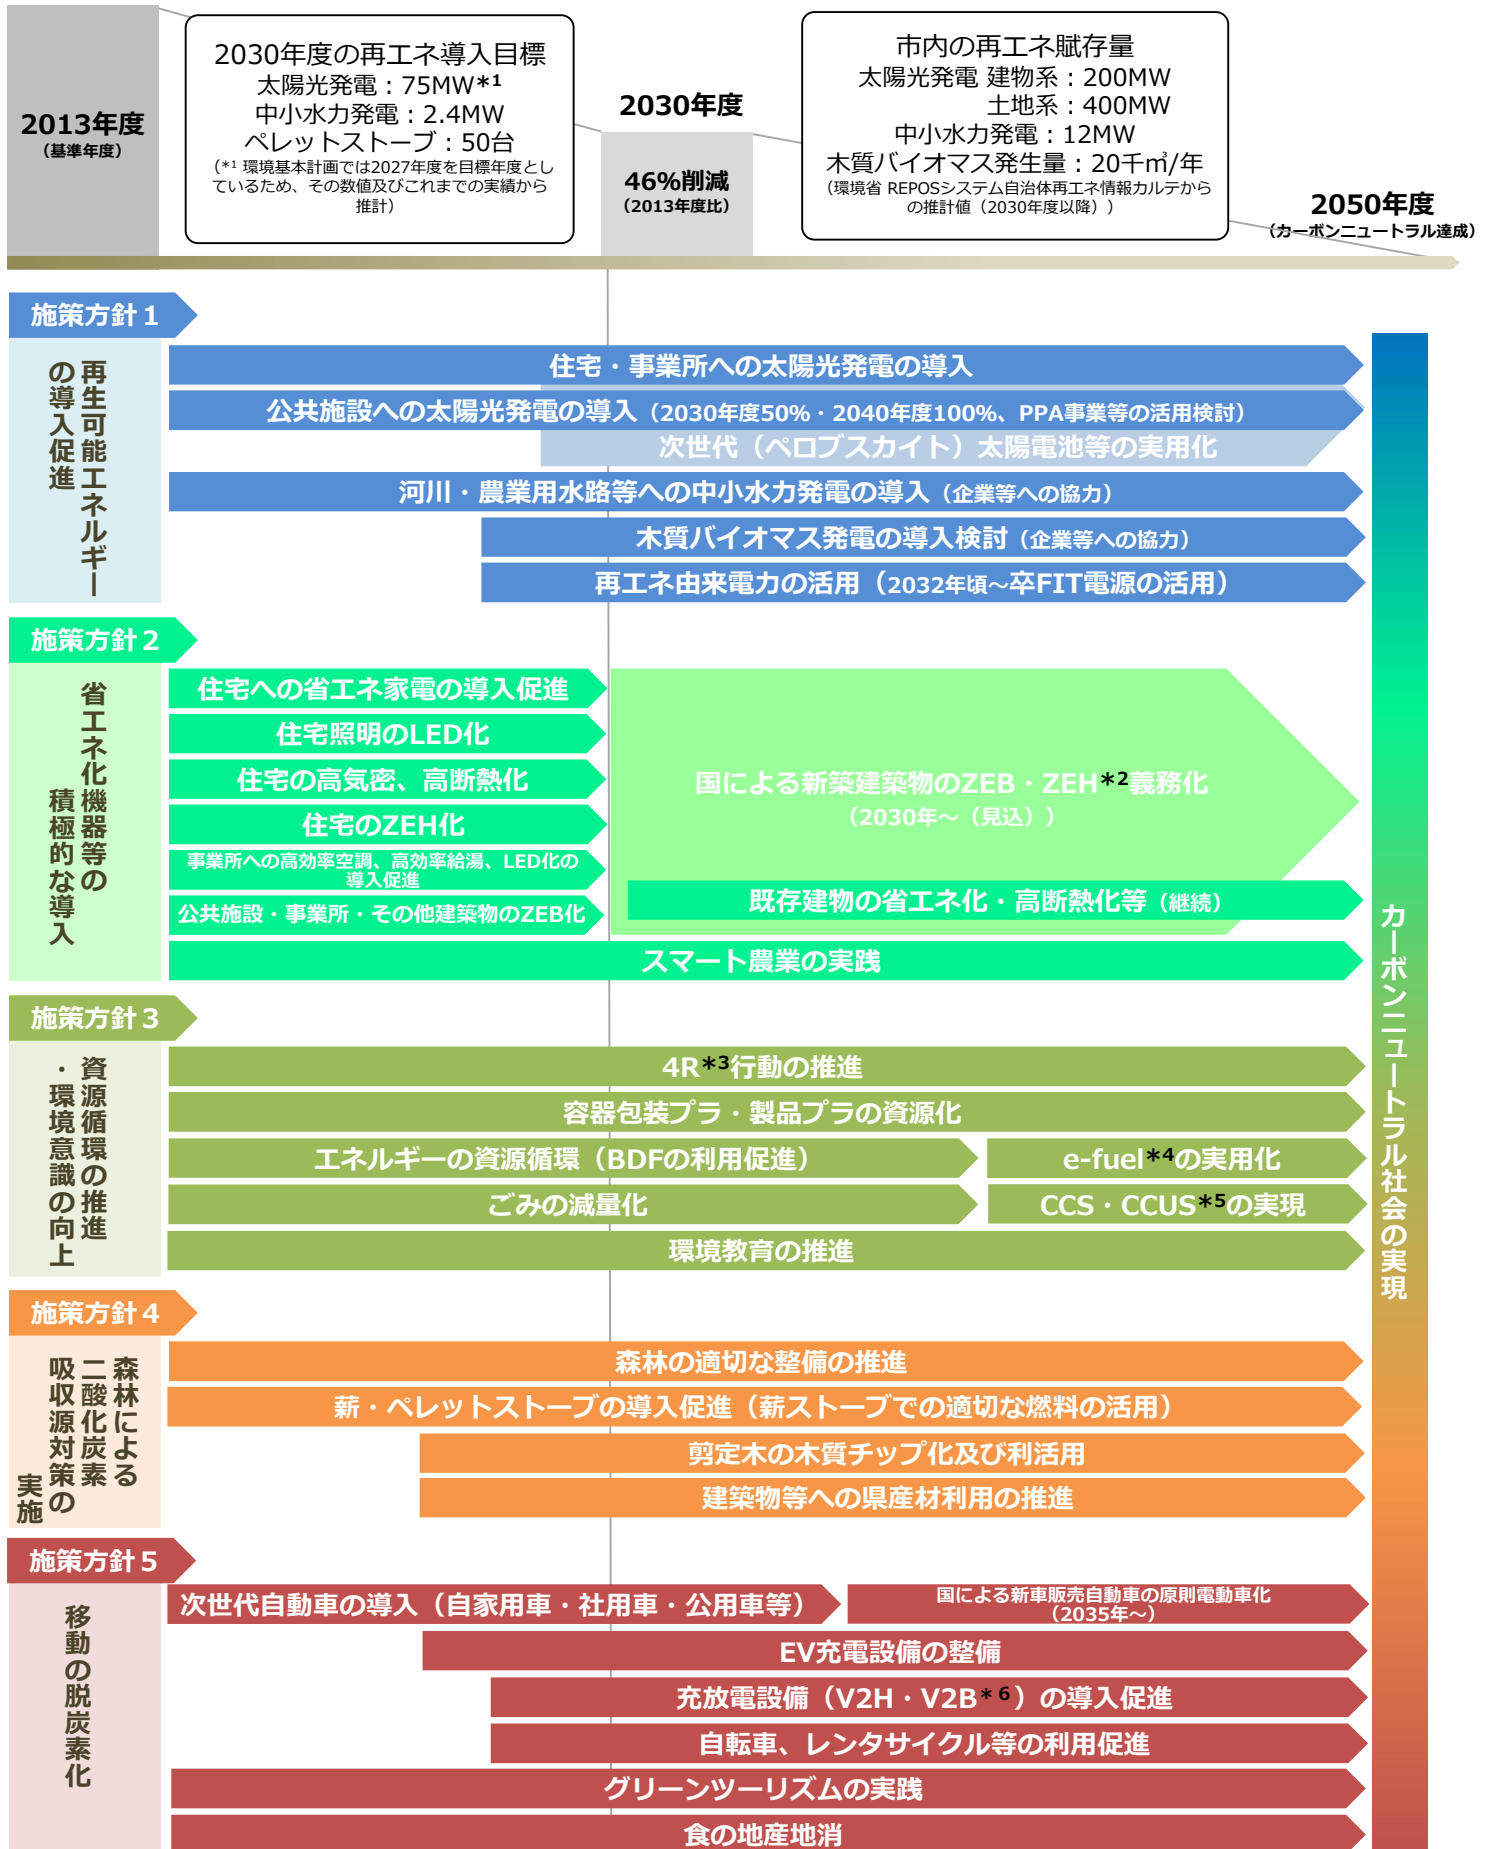 2013年度
（基準年度）
2030年度の再エネ導入目標
太陽光発電：75MW*1
中小水力発電：2.4MW
ペレットストーブ：50台
（*1 環境基本計画では2027年度を目標年度とし
ているため、その数値及びこれまでの実績から
推計）
2030年度
46%削減
（2013年度比）
市内の再エネ賦存量
太陽光発電 建物系：200MW
土地系：400MW
中小水力発電：12MW
木質バイオマス発生量：20千㎥/年
（環境省 REPOSシステム自治体再エネ情報カルテから
の推計値（2030年度以降））
2050年度
（カーボンニュートラル達成）
施策方針１
再生可能エネルギー
の導入促進
住宅・事業所への太陽光発電の導入
公共施設への太陽光発電の導入（2030年度50%・2040年度100%、PPA事業等の活用検討）
次世代（ペロブスカイト）太陽電池等の実用化
河川・農業用水路等への中小水力発電の導入（企業等への協力）
木質バイオマス発電の導入検討（企業等への協力）
再エネ由来電力の活用（2032年頃～卒FIT電源の活用）
施策方針２
省エネ化機器等の
積極的な導入
住宅への省エネ家電の導入促進
住宅照明のLED化
住宅の高気密、高断熱化
住宅のZEH化
事業所への高効率空調、高効率給湯、LED化の
導入促進
公共施設・事業所・その他建築物のZEB化
国による新築建築物のZEB・ZEH*2義務化
（2030年～（見込））
既存建物の省エネ化・高断熱化等（継続）
スマート農業の実践
施策方針３
資源循環の推進
・環境意識の向上
4R*3行動の推進
容器包装プラ・製品プラの資源化
エネルギーの資源循環（BDFの利用促進）
e-fuel*4の実用化
ごみの減量化
CCS・CCUS*5の実現
環境教育の推進
施策方針４
森林による
二酸化炭素
吸収源対策の
実施
森林の適切な整備の推進
薪・ペレットストーブの導入促進（薪ストーブでの適切な燃料の活用）
剪定木の木質チップ化及び利活用
建築物等への県産材利用の推進
施策方針５
移動の脱炭素化
次世代自動車の導入（自家用車・社用車・公用車等）
国による新車販売自動車の原則電動車化
（2035年～）
EV充電設備の整備
充放電設備（V2H・V2B*６）の導入促進
自転車、レンタサイクル等の利用促進
グリーンツーリズムの実践
食の地産地消
カーボンニュートラル社会の実現